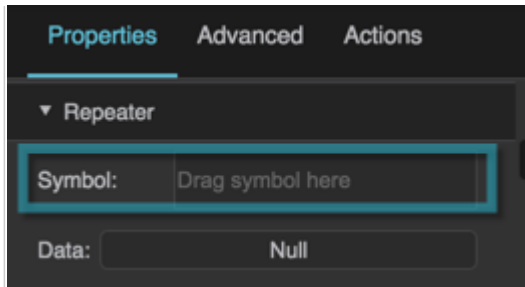 Properties Advanced Actions
▼ Repeater
Symbol: Drag symbol here
Data: Null